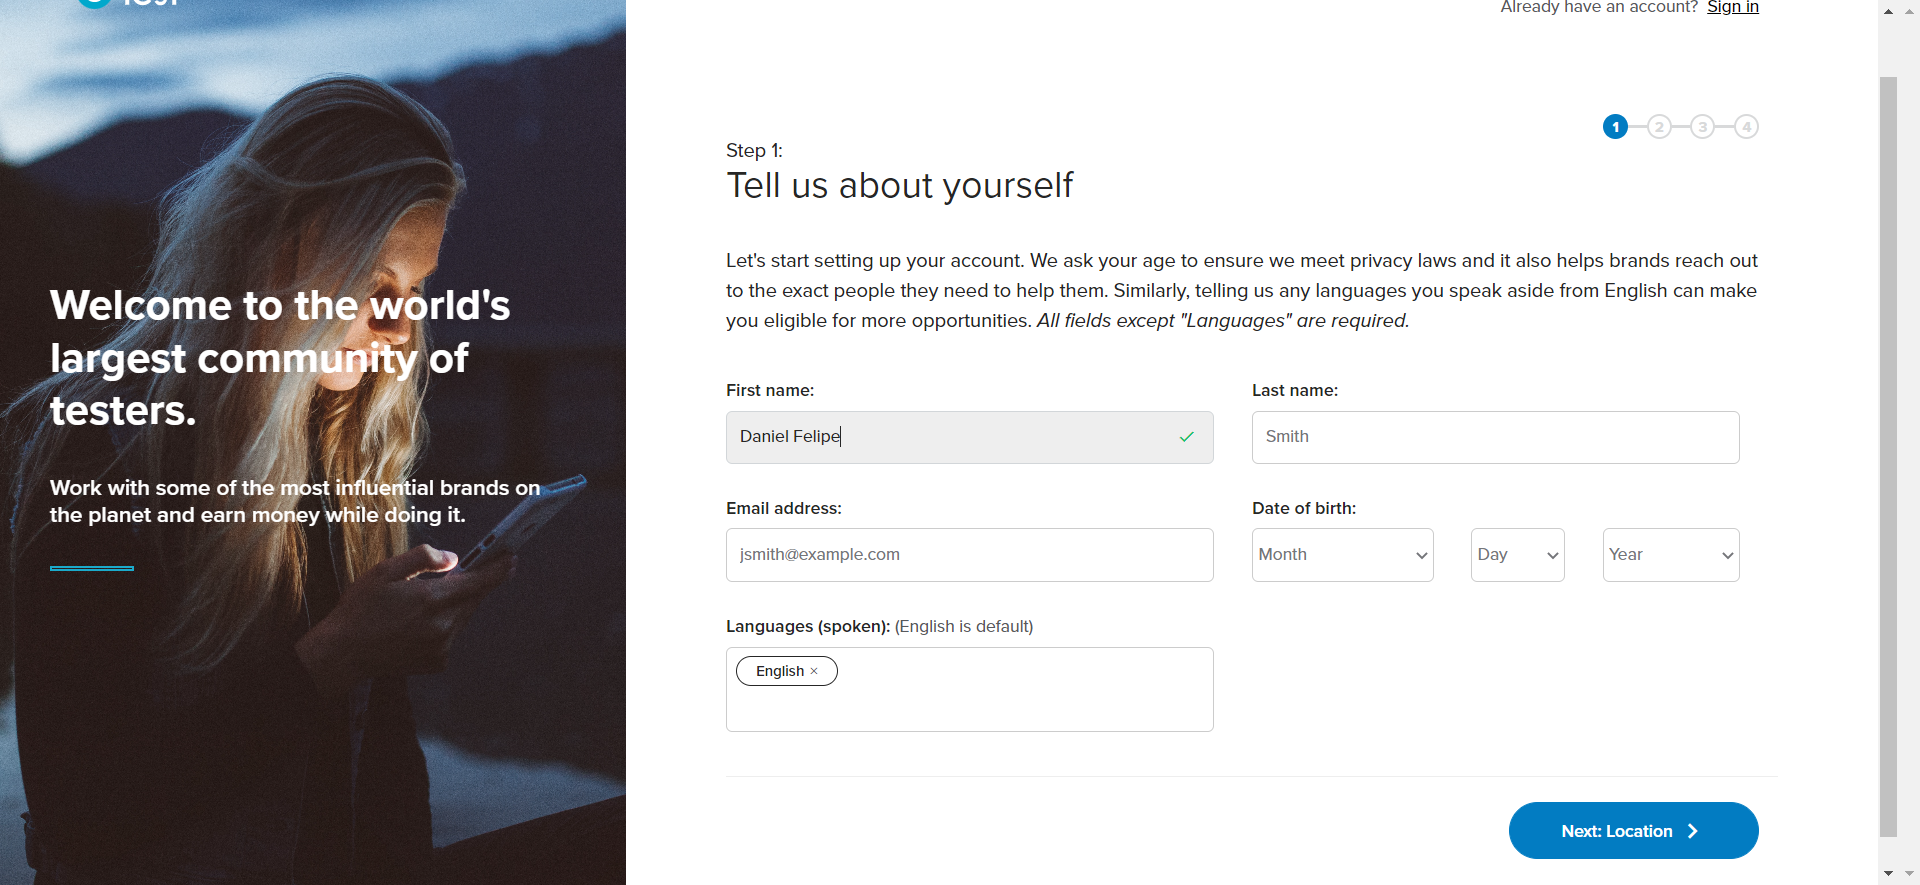 Already have an account? Sign in
1 2 3 4
Step 1:
Tell us about yourself
Let's start setting up your account. We ask your age to ensure we meet privacy laws and it also helps brands reach out
to the exact people they need to help them. Similarly, telling us any languages you speak aside from English can make
you eligible for more opportunities. All fields except "Languages" are required.
Welcome to the world's
largest community of
testers.
Work with some of the most influential brands on
the planet and earn money while doing it.
First name:
Daniel Felipe
Last name:
Smith
Email address:
jsmith@example.com
Date of birth:
Month Day Year
Languages (spoken): (English is default)
English ×
Next: Location